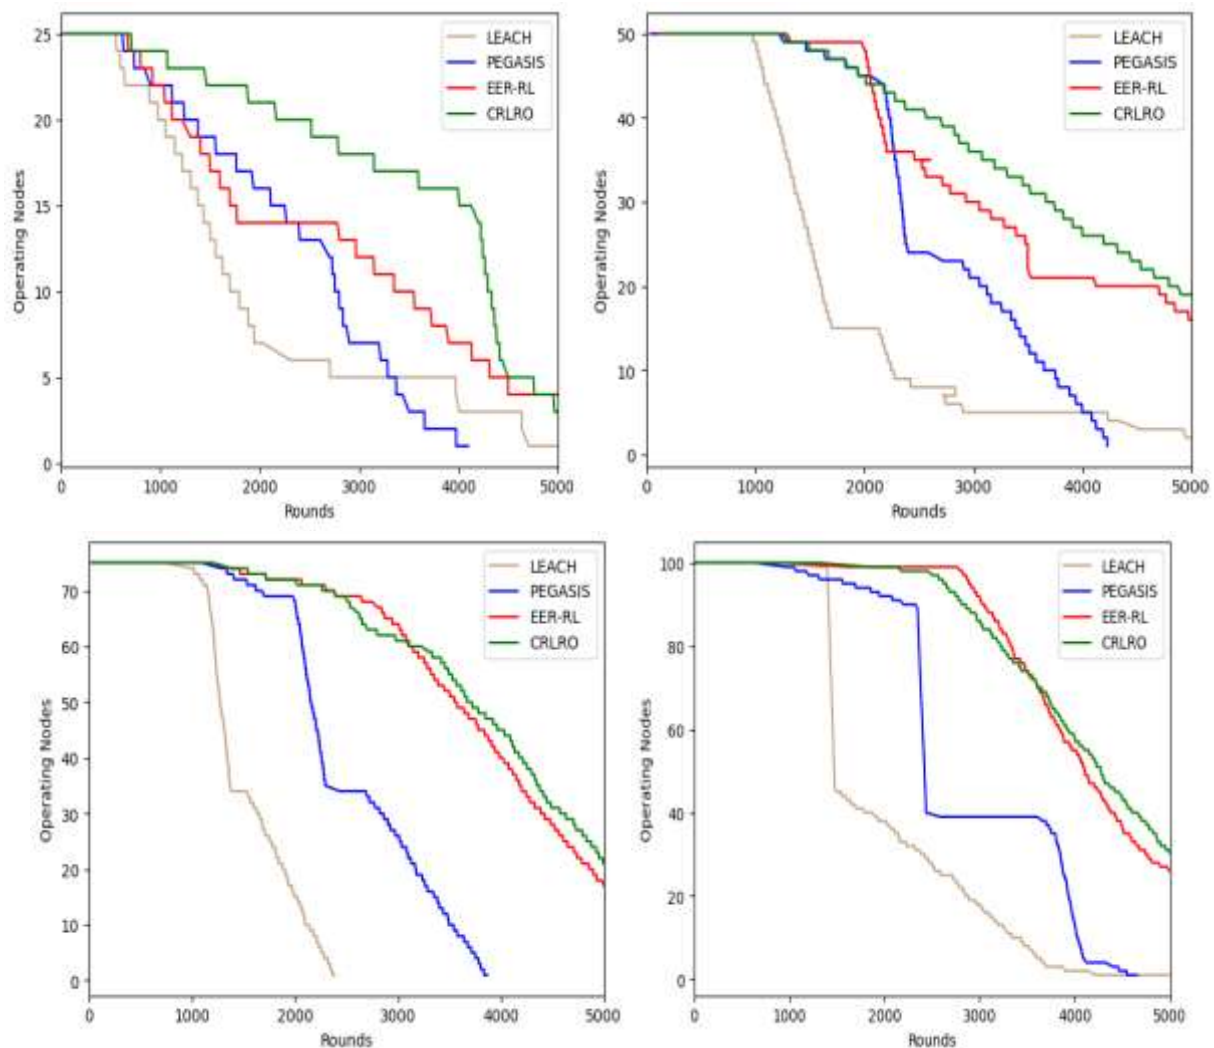 25
20
15
10
5
0
Operating Nodes
LEACH
PEGASIS
EER-RL
CRLRO
0 1000 2000 3000 4000 5000
Rounds
50
40
30
20
10
0
Operating Nodes
LEACH
PEGASIS
EER-RL
CRLRO
0 1000 2000 3000 4000 5000
Rounds
70
60
50
40
30
20
10
0
Operating Nodes
LEACH
PEGASIS
EER-RL
CRLRO
0 1000 2000 3000 4000 5000
Rounds
100
80
60
40
20
0
Operating Nodes
LEACH
PEGASIS
EER-RL
CRLRO
0 1000 2000 3000 4000 5000
Rounds